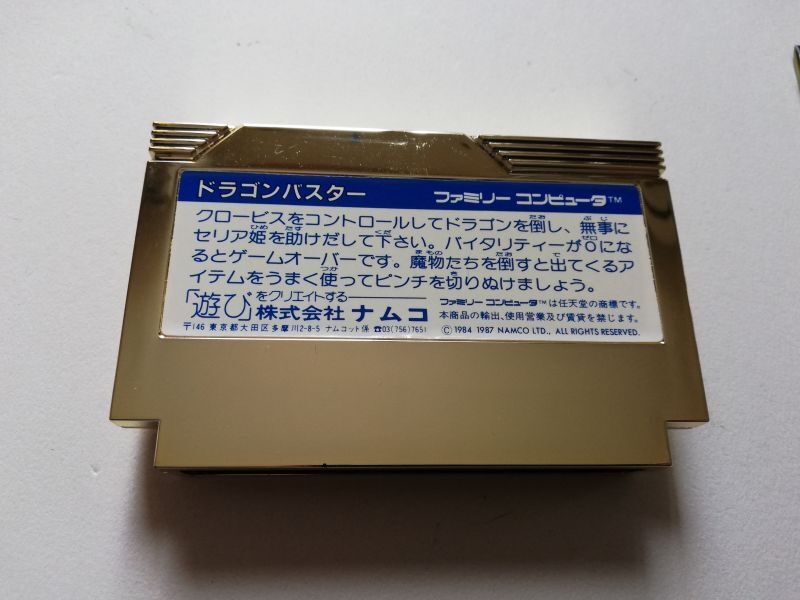 ドラゴンバスター ファミリー コンピュータTM
クロービスをコントロールしてドラゴンを倒し、無事に
セリア姫を助けだして下さい。バイタリティーが0にな
るとゲームオーバーです。魔物たちを倒すと出てくるア
イテムをうまく使ってピンチを切りぬけましょう。
「遊び」をクリエイトする── 株式会社 ナムコ
ファミリー コンピュータTMは任天堂の商標です。
本商品の輸出、使用営業及び賃貸を禁じます。
〒146 東京都大田区多摩川2-8-5 ナムコット係 ☎03(756)7651
©1984 1987 NAMCO LTD., ALL RIGHTS RESERVED.